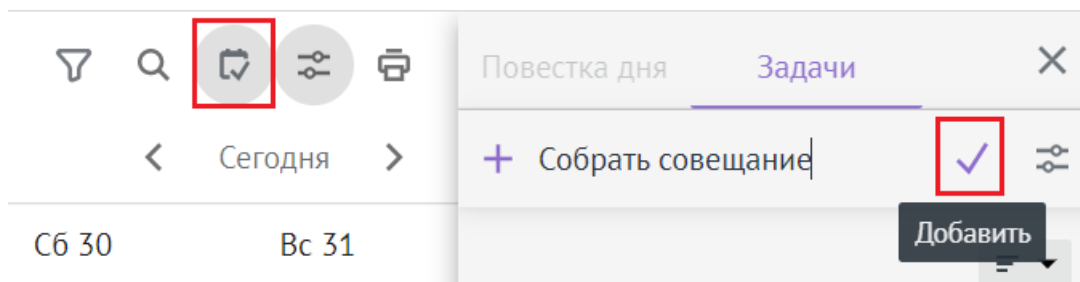 Повестка дня Задачи
Сегодня
Собрать совещание
Добавить
Сб 30 Вс 31